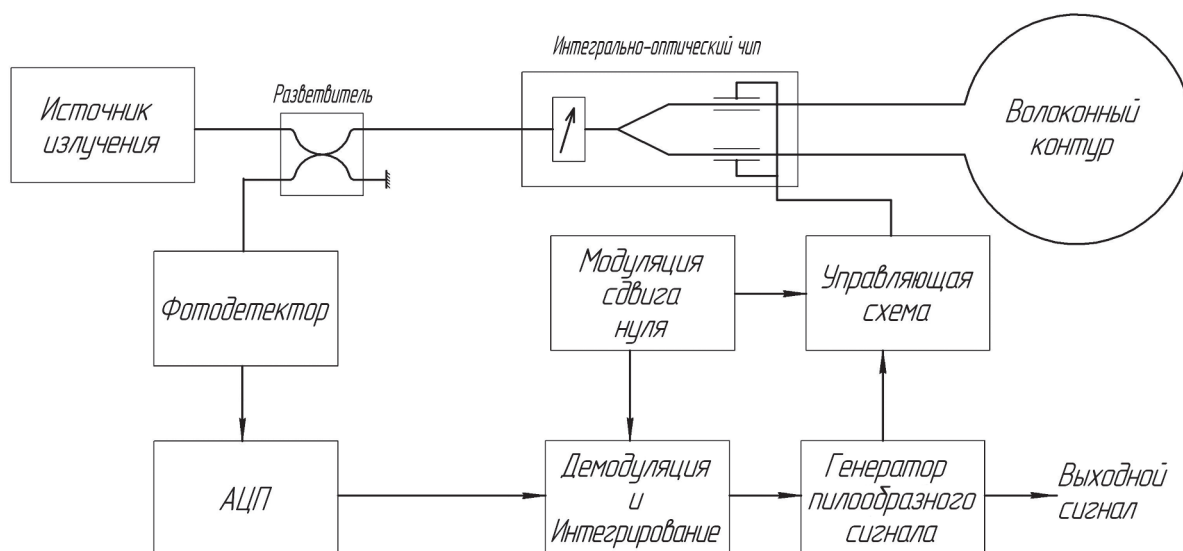 Интегрально-оптический чип
Источник
излучения
Разветвитель
Волоконный
контур
Фотодетектор
Модуляция
сдвига
нуля
Управляющая
схема
АЦП
Демодуляция
и
Интегрирование
Генератор
пилообразного
сигнала
Выходной
сигнал